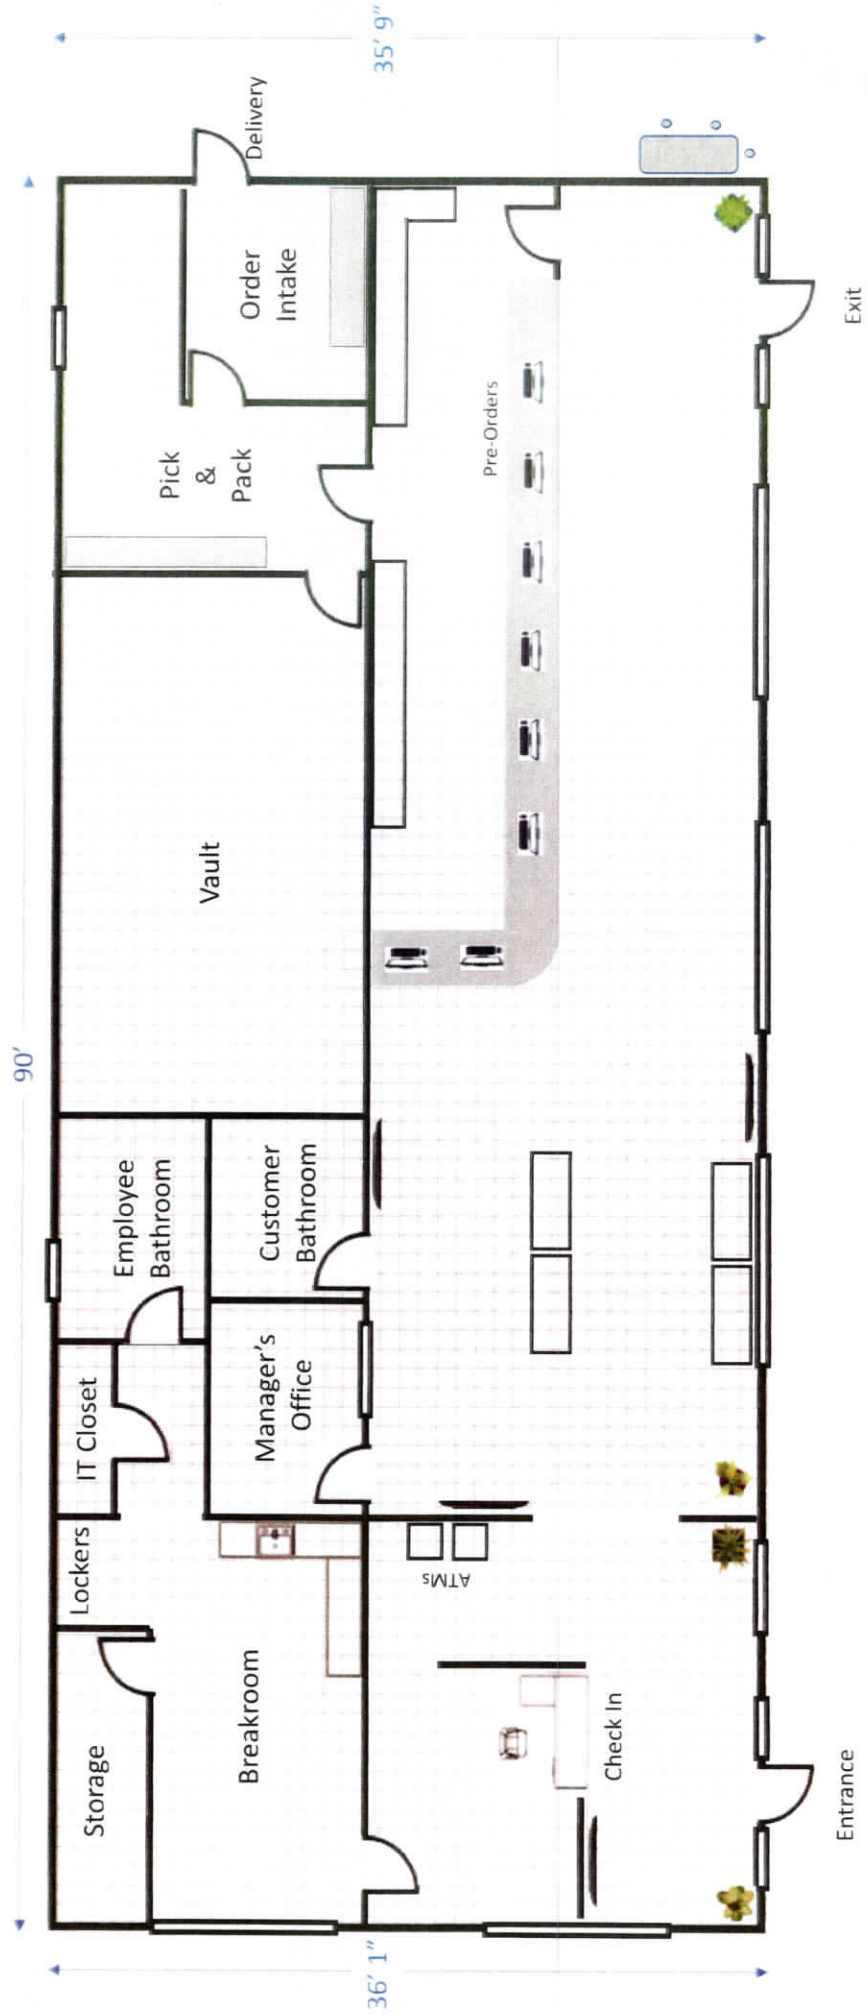 90’
36’ 1”
35’ 9”
Storage
Lockers
IT Closet
Employee
Bathroom
Vault
Pick
&
Pack
Order
Intake
Delivery
Breakroom
Manager’s
Office
Customer
Bathroom
ATMs
Pre-Orders
Check In
Entrance
Exit